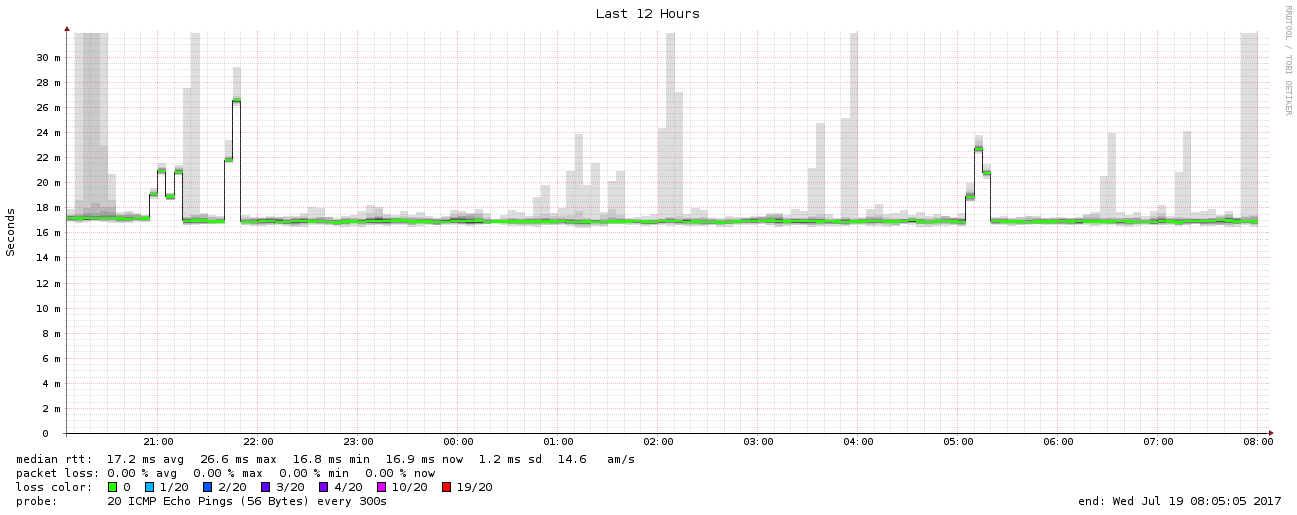 Last 12 Hours
RRDTOOL / TOBI OETIKER
Seconds
30 m
28 m
26 m
24 m
22 m
20 m
18 m
16 m
14 m
12 m
10 m
8 m
6 m
4 m
2 m
0
21:00 22:00 23:00 00:00 01:00 02:00 03:00 04:00 05:00 06:00 07:00 08:00
median rtt: 17.2 ms avg 26.6 ms max 16.8 ms min 16.9 ms now 1.2 ms sd 14.6 am/s
packet loss: 0.00 % avg 0.00 % max 0.00 % min 0.00 % now
loss color: 0 1/20 2/20 3/20 4/20 10/20 19/20
probe: 20 ICMP Echo Pings (56 Bytes) every 300s end: Wed Jul 19 08:05:05 2017